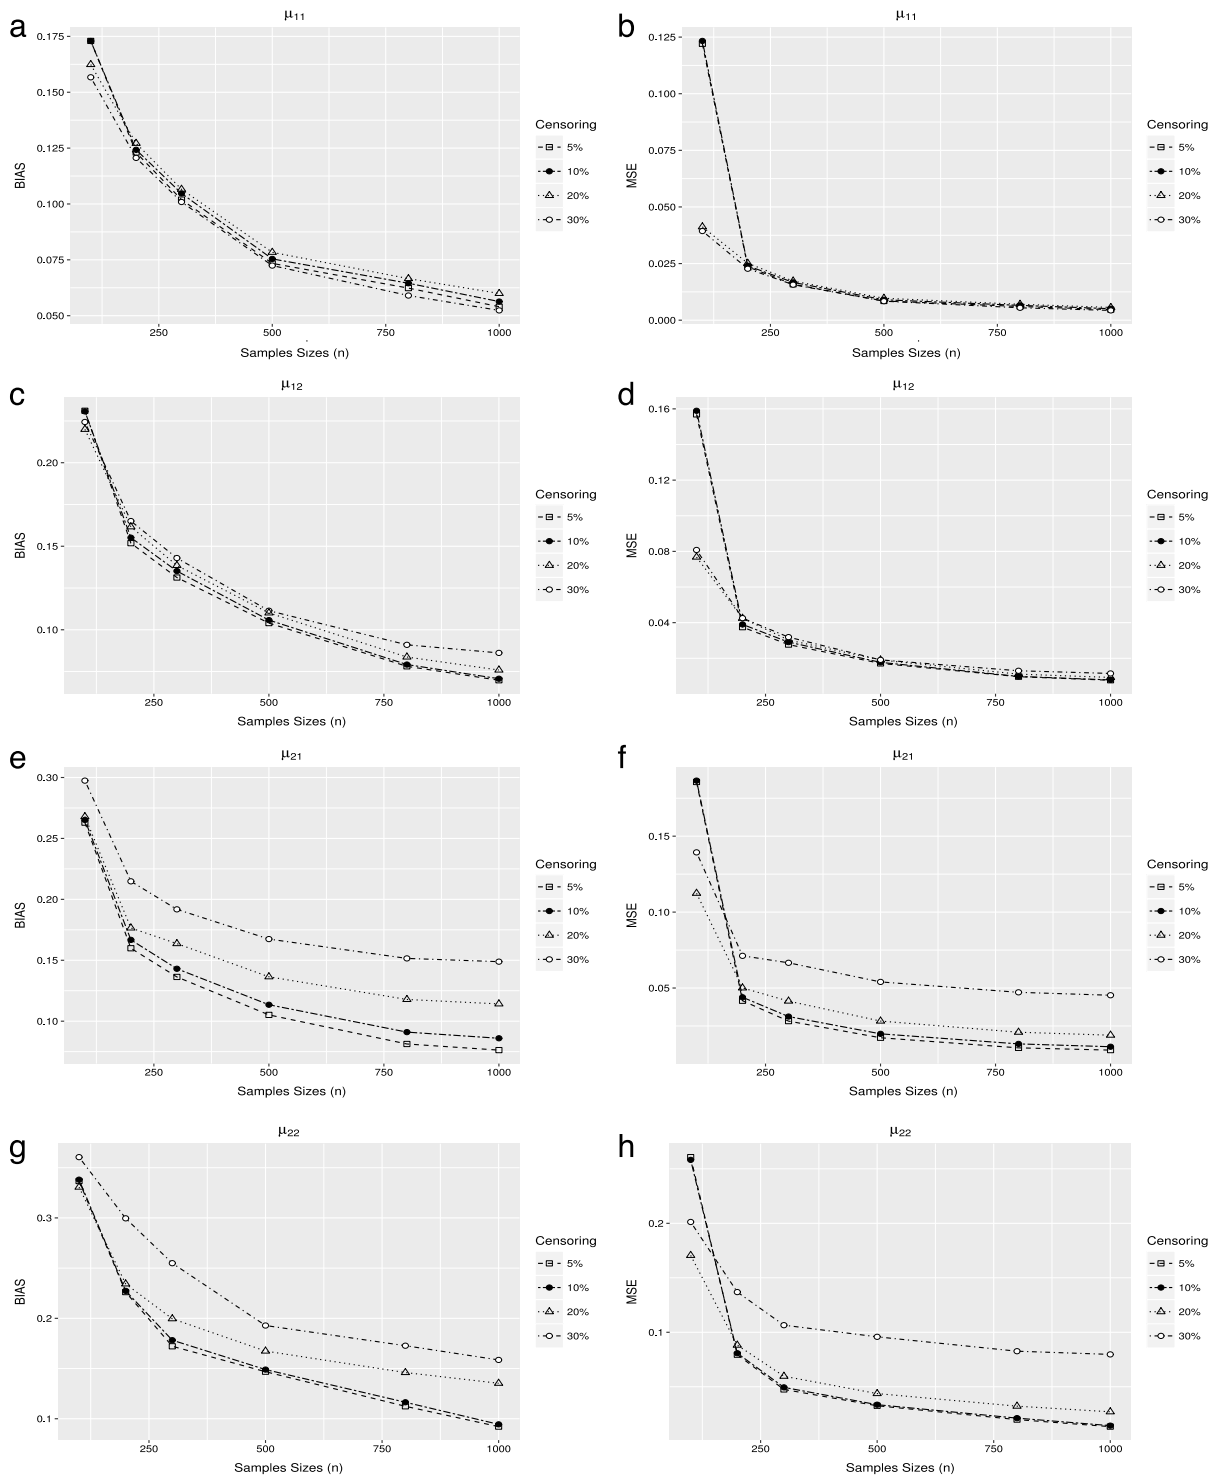 a
μ11
0.175
0.150
0.125
0.100
0.075
0.050
BIAS
250 500 750 1000
Samples Sizes (n)
Censoring
5%
10%
20%
30%
b
μ11
0.125
0.100
0.075
0.050
0.025
0.000
MSE
250 500 750 1000
Samples Sizes (n)
Censoring
5%
10%
20%
30%
c
μ12
0.20
0.15
0.10
BIAS
250 500 750 1000
Samples Sizes (n)
Censoring
5%
10%
20%
30%
d
μ12
0.16
0.12
0.08
0.04
MSE
250 500 750 1000
Samples Sizes (n)
Censoring
5%
10%
20%
30%
e
μ21
0.30
0.25
0.20
0.15
0.10
BIAS
250 500 750 1000
Samples Sizes (n)
Censoring
5%
10%
20%
30%
f
μ21
0.15
0.10
0.05
MSE
250 500 750 1000
Samples Sizes (n)
Censoring
5%
10%
20%
30%
g
μ22
0.3
0.2
0.1
BIAS
250 500 750 1000
Samples Sizes (n)
Censoring
5%
10%
20%
30%
h
μ22
0.2
0.1
MSE
250 500 750 1000
Samples Sizes (n)
Censoring
5%
10%
20%
30%